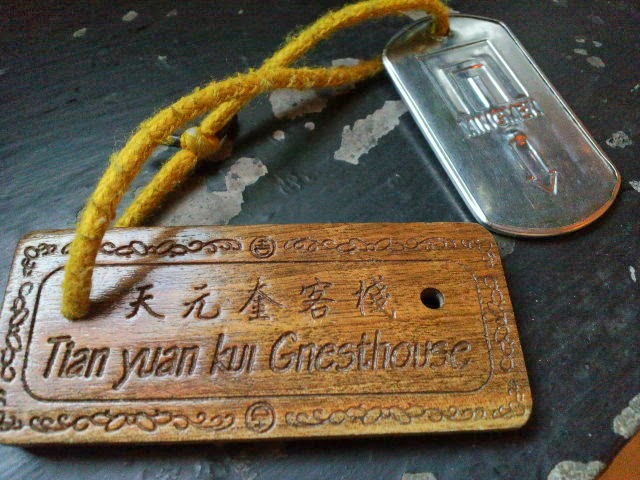 天元奎客棧
Tian yuan kui Gnesthouse